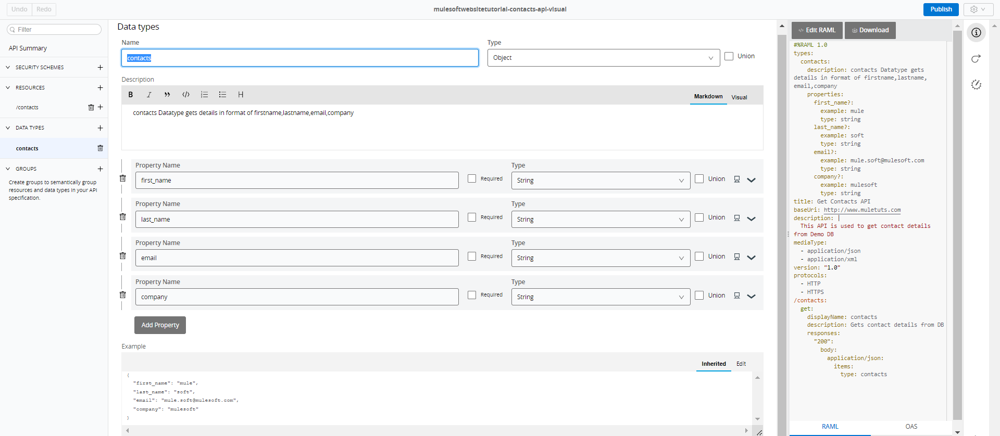 Undo Redo
mulesoftwebsitetutorial-contacts-api-visual
Publish
Filter
API Summary
SECURITY SCHEMES
RESOURCES
/contacts
DATA TYPES
contacts
GROUPS
Create groups to semantically group
resources and data types in your API
specification.
Data types
Name
contacts
Type
Object
Union
Description
B I H
Markdown Visual
contacts Datatype gets details in format of firstname,lastname,email,company
Property Name Type
first_name Required String Union
Property Name Type
last_name Required String Union
Property Name Type
email Required String Union
Property Name Type
company Required String Union
Add Property
Example
Inherited Edit
{
"first_name": "mule",
"last_name": "soft",
"email": "mule.soft@mulesoft.com",
"company": "mulesoft"
}
Edit RAML Download
#%RAML 1.0
types:
contacts:
description: contacts Datatype gets
details in format of firstname,lastname,
email,company
properties:
first_name?:
example: mule
type: string
last_name?:
example: soft
type: string
email?:
example: mule.soft@mulesoft.com
type: string
company?:
example: mulesoft
type: string
title: Get Contacts API
baseUri: http://www.muletuts.com
description: |
This API is used to get contact details
from Demo DB
mediaType:
- application/json
- application/xml
version: "1.0"
protocols:
- HTTP
- HTTPS
/contacts:
get:
displayName: contacts
description: Gets contact details from DB
responses:
"200":
body:
application/json:
items:
type: contacts
RAML OAS